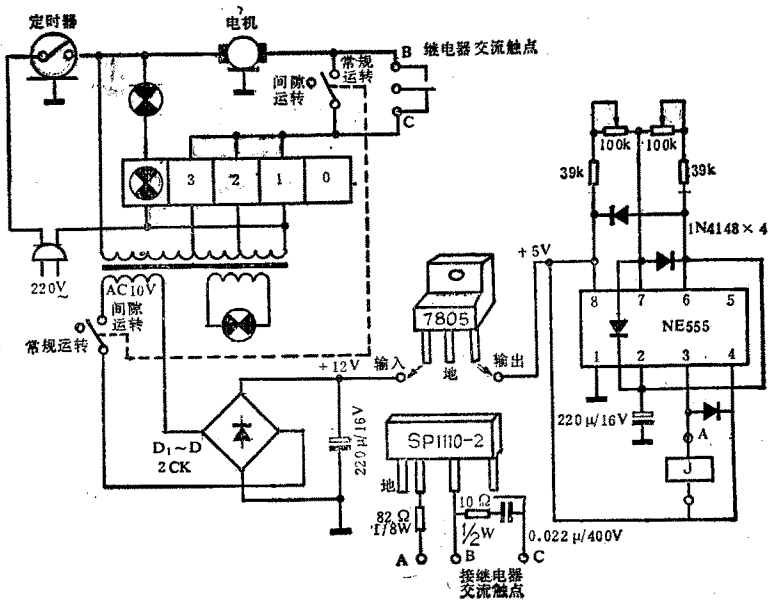 定时器
电机
B 继电器交流触点
常规
运转
间隙
运转
C
3 2 1 0
220V~
AC10V
间隙
运转
常规运转
+12V
输入
7805
地
输出
+5V
100k 100k
39k 39k
1N4148×4
8 7 6 5
NE555
1 2 3 4
220μ/16V
A
J
D₁~D
2CK
220μ/16V
SP1110-2
地
82Ω
1/8W
10Ω
1/2W
0.022μ/400V
A B C
接继电器
交流触点